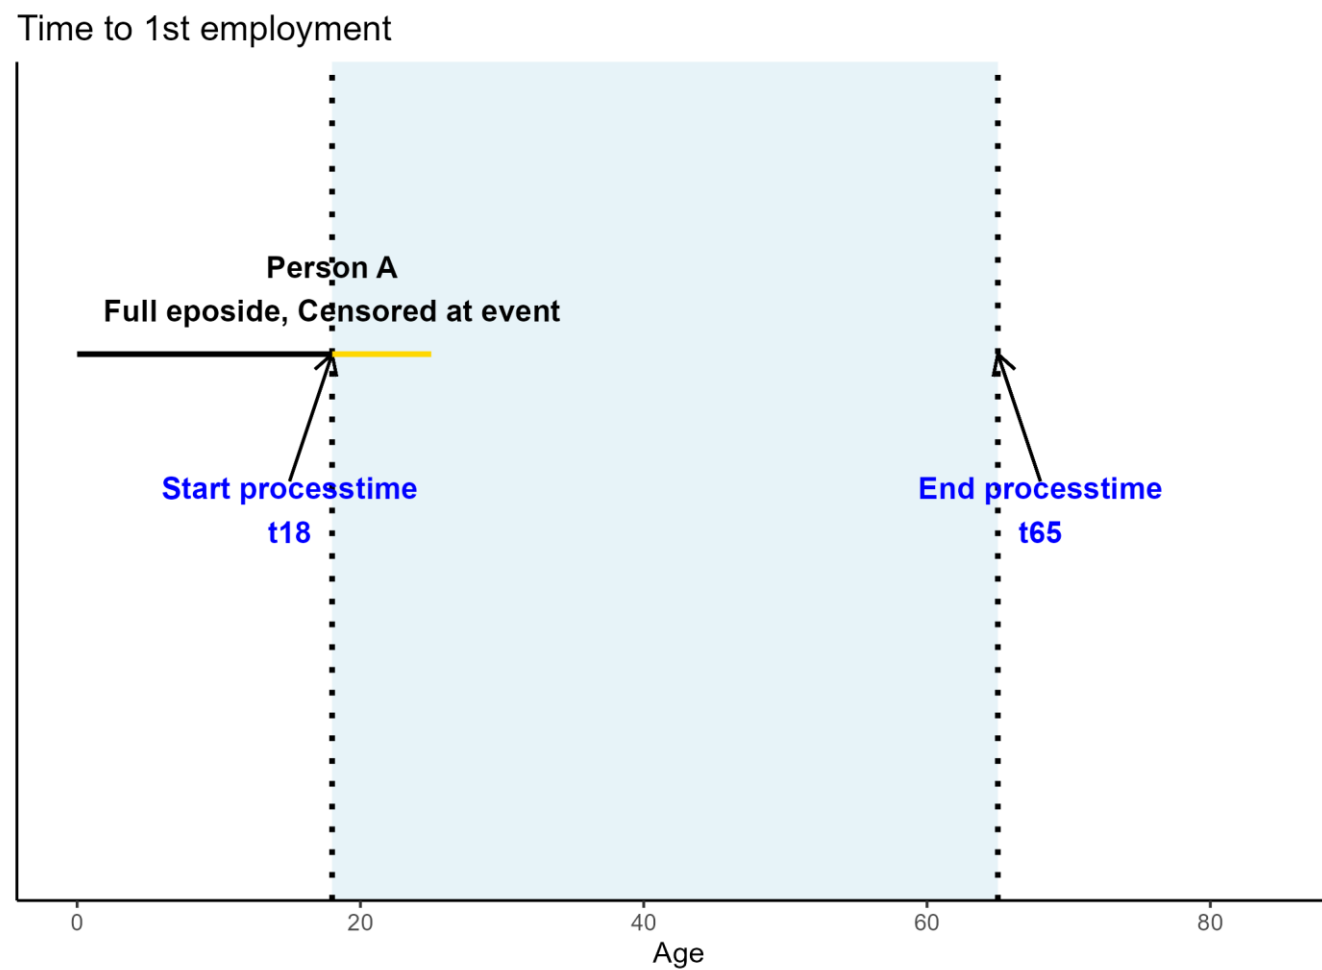 Time to 1st employment
Person A
Full eposide, Censored at event
Start processtime
t18
End processtime
t65
0 20 40 60 80
Age